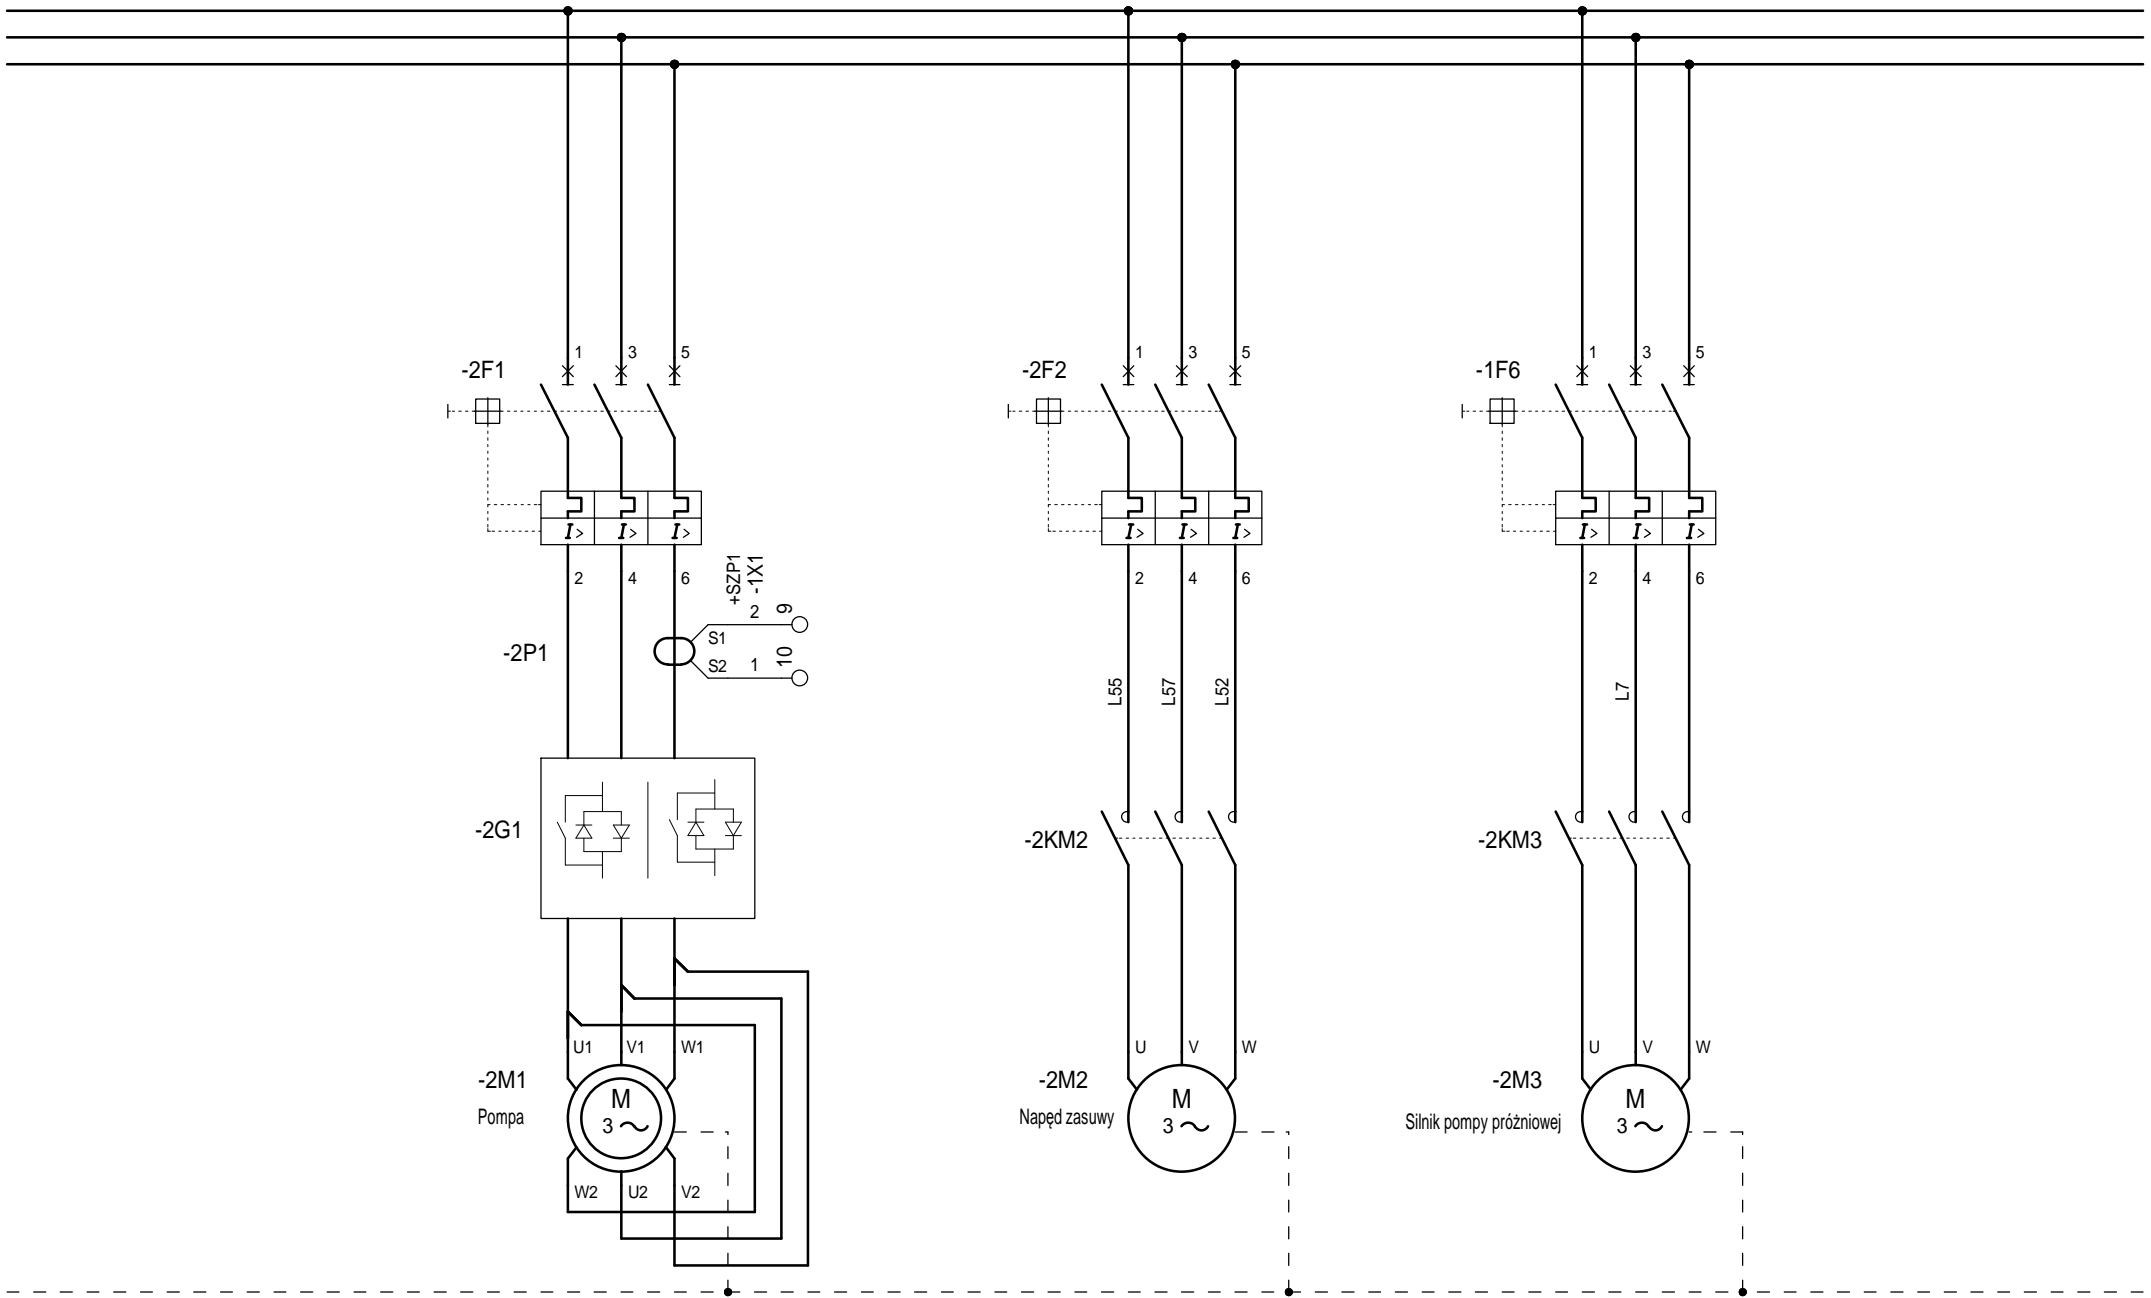 1 3 5
-2F1
I> I> I>
2 4 6
+SZP1
-1X1
2 9
S1
-2P1
S2 1 10
-2G1
U1 V1 W1
-2M1
M
3
Pompa
W2 U2 V2
1 3 5
-2F2
I> I> I>
2 4 6
L55 L57 L52
-2KM2
U V W
-2M2
M
3
Napęd zasuwy
1 3 5
-1F6
I> I> I>
2 4 6
L7
-2KM3
U V W
-2M3
M
3
Silnik pompy próżniowej